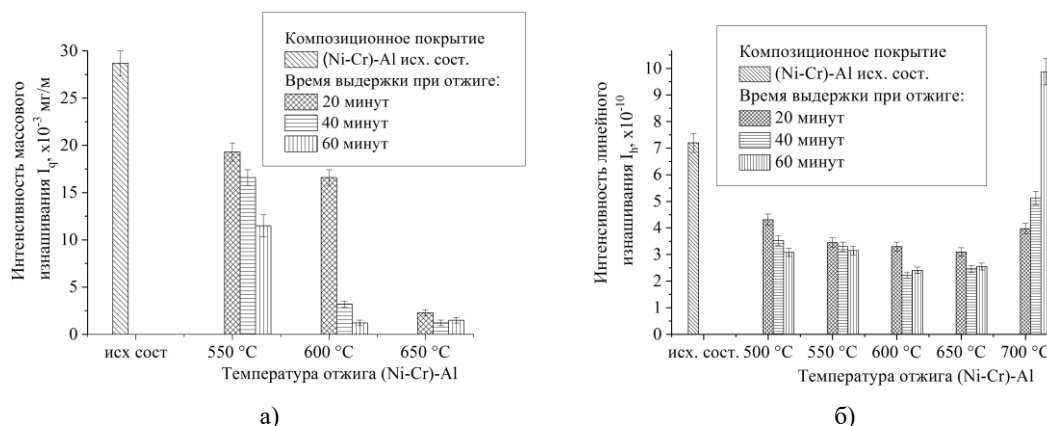 Композиционное покрытие
(Ni-Cr)-Al исх. сост.
Время выдержки при отжиге:
20 минут
40 минут
60 минут
Интенсивность массового
изнашивания I_q, x10^-3 мг/м
30
25
20
15
10
5
0
исх сост
550 °C
600 °C
650 °C
Температура отжига (Ni-Cr)-Al
а)
Композиционное покрытие
(Ni-Cr)-Al исх. сост.
Время выдержки при отжиге:
20 минут
40 минут
60 минут
Интенсивность линейного
изнашивания I_h, x10^-10
10
9
8
7
6
5
4
3
2
1
0
исх. сост.
500 °C
550 °C
600 °C
650 °C
700 °C
Температура отжига (Ni-Cr)-Al
б)